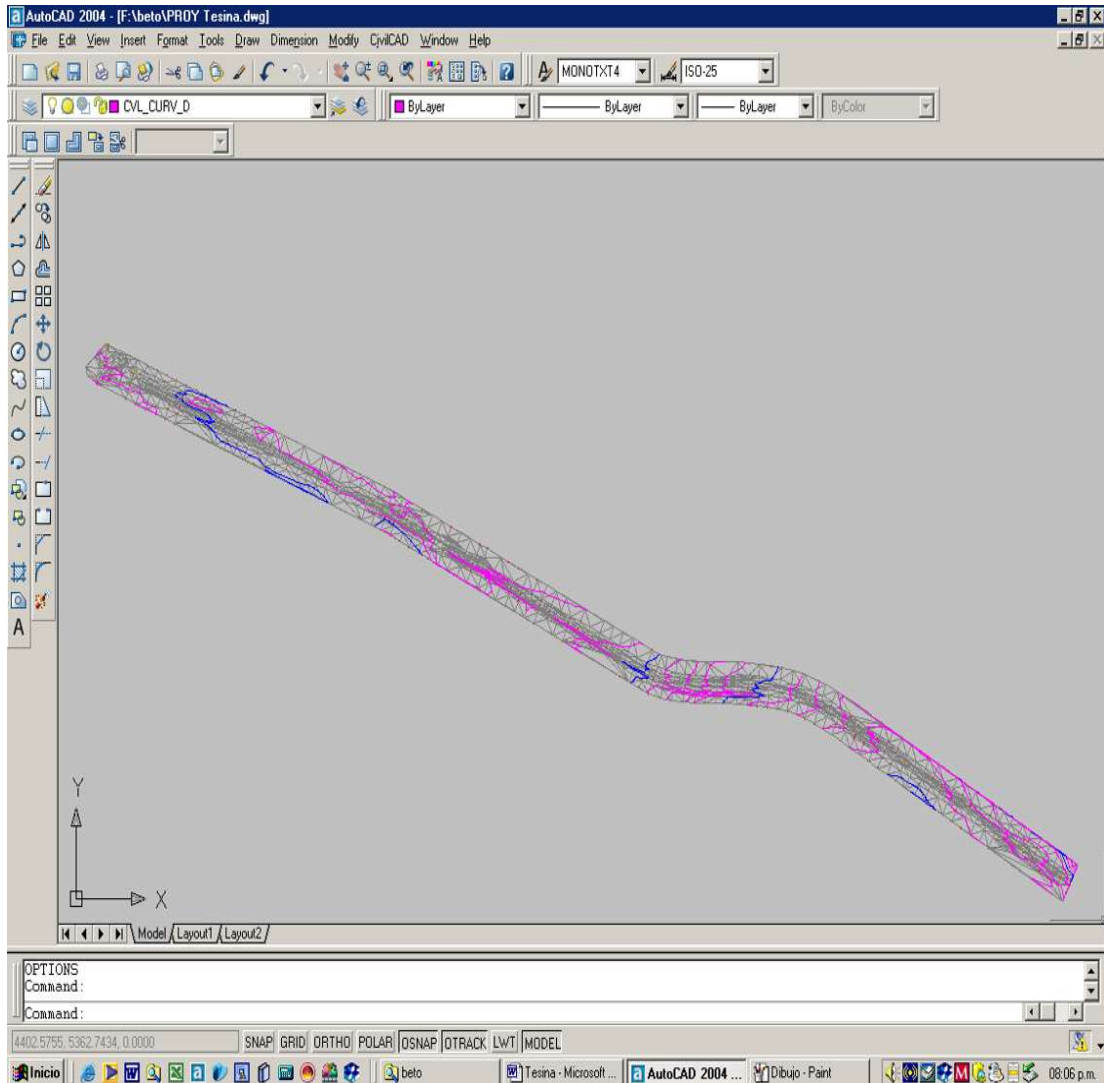 AutoCAD 2004 - [F:\beto\PROY Tesina.dwg]
File Edit View Insert Format Tools Draw Dimension Modify CivilCAD Window Help
MONOTXT4 ISO-25
CVL_CURV_D ByLayer ByLayer ByLayer ByColor
A
Y
X
Model Layout1 Layout2
OPTIONS
Command:
Command:
4402.5755, 5362.7434, 0.0000 SNAP GRID ORTHO POLAR OSNAP OTRACK LWT MODEL
Inicio beto Tesina - Microsoft ... AutoCAD 2004 ... Dibujo - Paint 08:06 p.m.